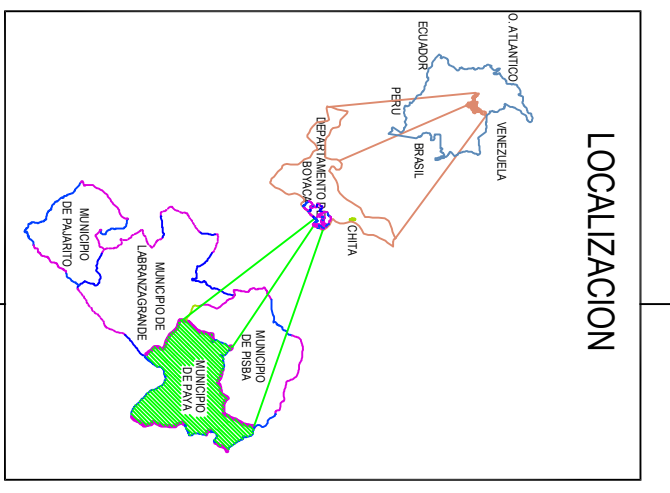 LOCALIZACION
O. ATLANTICO
VENEZUELA
ECUADOR
PERU
BRASIL
CHITA
DEPARTAMENTO DE
BOYACA
MUNICIPIO
DE PISBA
MUNICIPIO
DE PAYA
MUNICIPIO DE
LABRANZAGRANDE
MUNICIPIO
DE PAJARITO